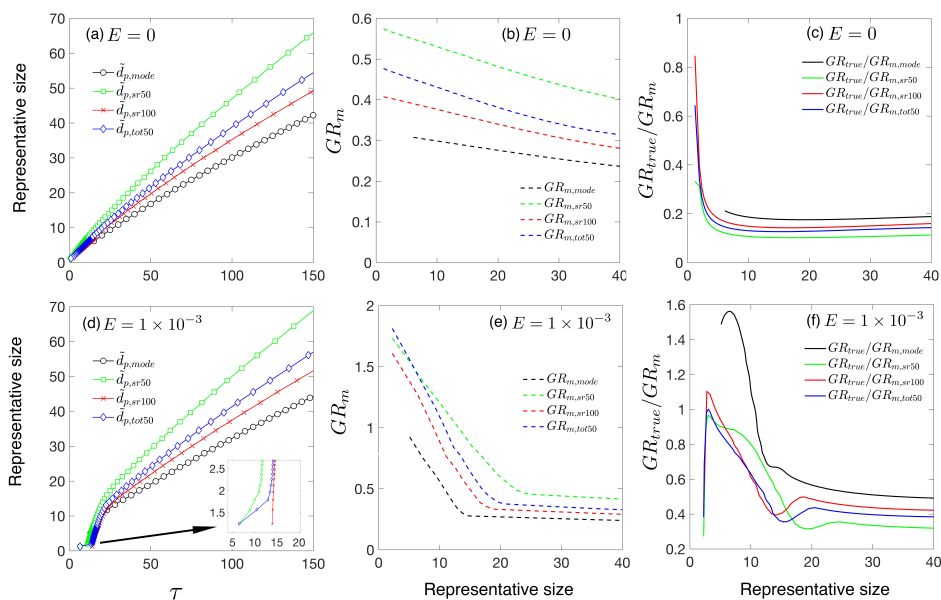 (a) E = 0
d̃p,mode
d̃p,sr50
d̃p,sr100
d̃p,tot50
Representative size
70
60
50
40
30
20
10
0
0 50 100 150
(b) E = 0
GRm
0.6
0.5
0.4
0.3
0.2
0.1
0
0 10 20 30 40
GRm,mode
GRm,sr50
GRm,sr100
GRm,tot50
(c) E = 0
GRtrue/GRm,mode
GRtrue/GRm,sr50
GRtrue/GRm,sr100
GRtrue/GRm,tot50
GRtrue/GRm
1
0.8
0.6
0.4
0.2
0
0 10 20 30 40
(d) E = 1 × 10⁻³
d̃p,mode
d̃p,sr50
d̃p,sr100
d̃p,tot50
Representative size
70
60
50
40
30
20
10
0
0 50 100 150
2.5
2
1.5
5 10 15 20
τ
(e) E = 1 × 10⁻³
GRm,mode
GRm,sr50
GRm,sr100
GRm,tot50
GRm
2
1.5
1
0.5
0
0 10 20 30 40
Representative size
(f) E = 1 × 10⁻³
GRtrue/GRm,mode
GRtrue/GRm,sr50
GRtrue/GRm,sr100
GRtrue/GRm,tot50
GRtrue/GRm
1.6
1.4
1.2
1
0.8
0.6
0.4
0.2
0 10 20 30 40
Representative size